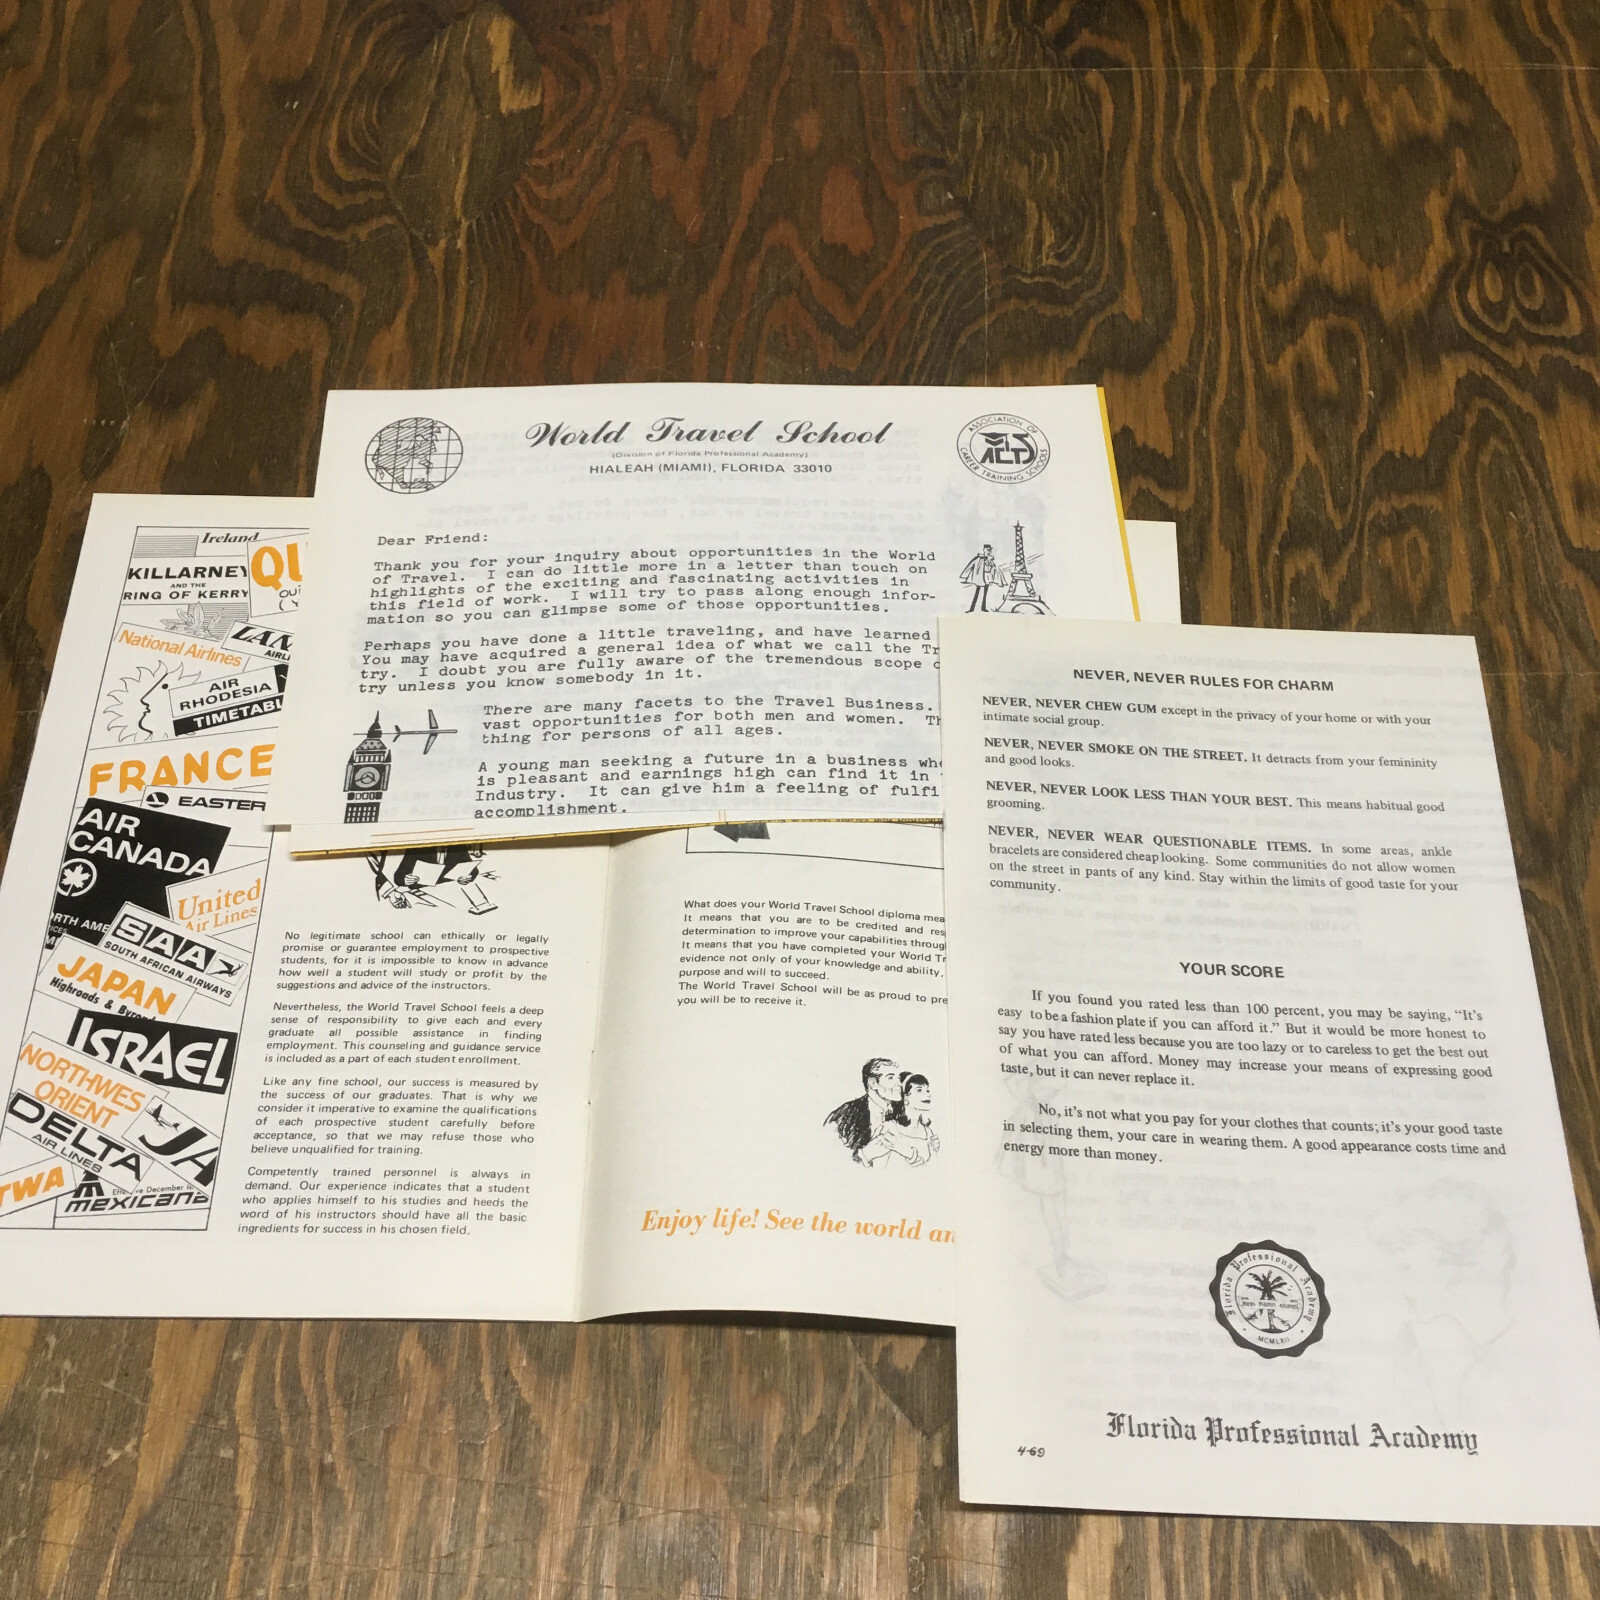 World Travel School
(Division of Florida Professional Academy)
HIALEAH (MIAMI), FLORIDA 33010
ASSOCIATION OF
CAREER TRAINING SCHOOLS
ACTS
Dear Friend:
Thank you for your inquiry about opportunities in the World
of Travel. I can do little more in a letter than touch on
highlights of the exciting and fascinating activities in
this field of work. I will try to pass along enough infor-
mation so you can glimpse some of those opportunities.
Perhaps you have done a little traveling, and have learned
You may have acquired a general idea of what we call the Tr
try. I doubt you are fully aware of the tremendous scope o
try unless you know somebody in it.
There are many facets to the Travel Business.
vast opportunities for both men and women. Th
thing for persons of all ages.
A young man seeking a future in a business whe
is pleasant and earnings high can find it in
Industry. It can give him a feeling of fulfi
accomplishment.
Ireland
KILLARNEY
AND THE
RING OF KERRY
QU
National Airlines
LAN
AIRLI
AIR
RHODESIA
TIMETABL
FRANCE
EASTER
AIR
CANADA
United
Air Lines
RTH AME
SAA
SOUTH AFRICAN AIRWAYS
JAPAN
Highroads & Byroa
ISRAEL
NORTHWES
ORIENT
DELTA
AIR LINES
JA
TWA
Effective December
mexicana
No legitimate school can ethically or legally
promise or guarantee employment to prospective
students, for it is impossible to know in advance
how well a student will study or profit by the
suggestions and advice of the instructors.
Nevertheless, the World Travel School feels a deep
sense of responsibility to give each and every
graduate all possible assistance in finding
employment. This counseling and guidance service
is included as a part of each student enrollment.
Like any fine school, our success is measured by
the success of our graduates. That is why we
consider it imperative to examine the qualifications
of each prospective student carefully before
acceptance, so that we may refuse those who
believe unqualified for training.
Competently trained personnel is always in
demand. Our experience indicates that a student
who applies himself to his studies and heeds the
word of his instructors should have all the basic
ingredients for success in his chosen field.
What does your World Travel School diploma mea
It means that you are to be credited and res
determination to improve your capabilities throug
It means that you have completed your World Tr
evidence not only of your knowledge and ability,
purpose and will to succeed.
The World Travel School will be as proud to pre
you will be to receive it.
Enjoy life! See the world an
NEVER, NEVER RULES FOR CHARM
NEVER, NEVER CHEW GUM except in the privacy of your home or with your
intimate social group.
NEVER, NEVER SMOKE ON THE STREET. It detracts from your femininity
and good looks.
NEVER, NEVER LOOK LESS THAN YOUR BEST. This means habitual good
grooming.
NEVER, NEVER WEAR QUESTIONABLE ITEMS. In some areas, ankle
bracelets are considered cheap looking. Some communities do not allow women
on the street in pants of any kind. Stay within the limits of good taste for your
community.
YOUR SCORE
If you found you rated less than 100 percent, you may be saying, "It's
easy to be a fashion plate if you can afford it." But it would be more honest to
say you have rated less because you are too lazy or to careless to get the best out
of what you can afford. Money may increase your means of expressing good
taste, but it can never replace it.
No, it's not what you pay for your clothes that counts; it's your good taste
in selecting them, your care in wearing them. A good appearance costs time and
energy more than money.
Florida Professional Academy
MCMLXII
Florida Professional Academy
4-69